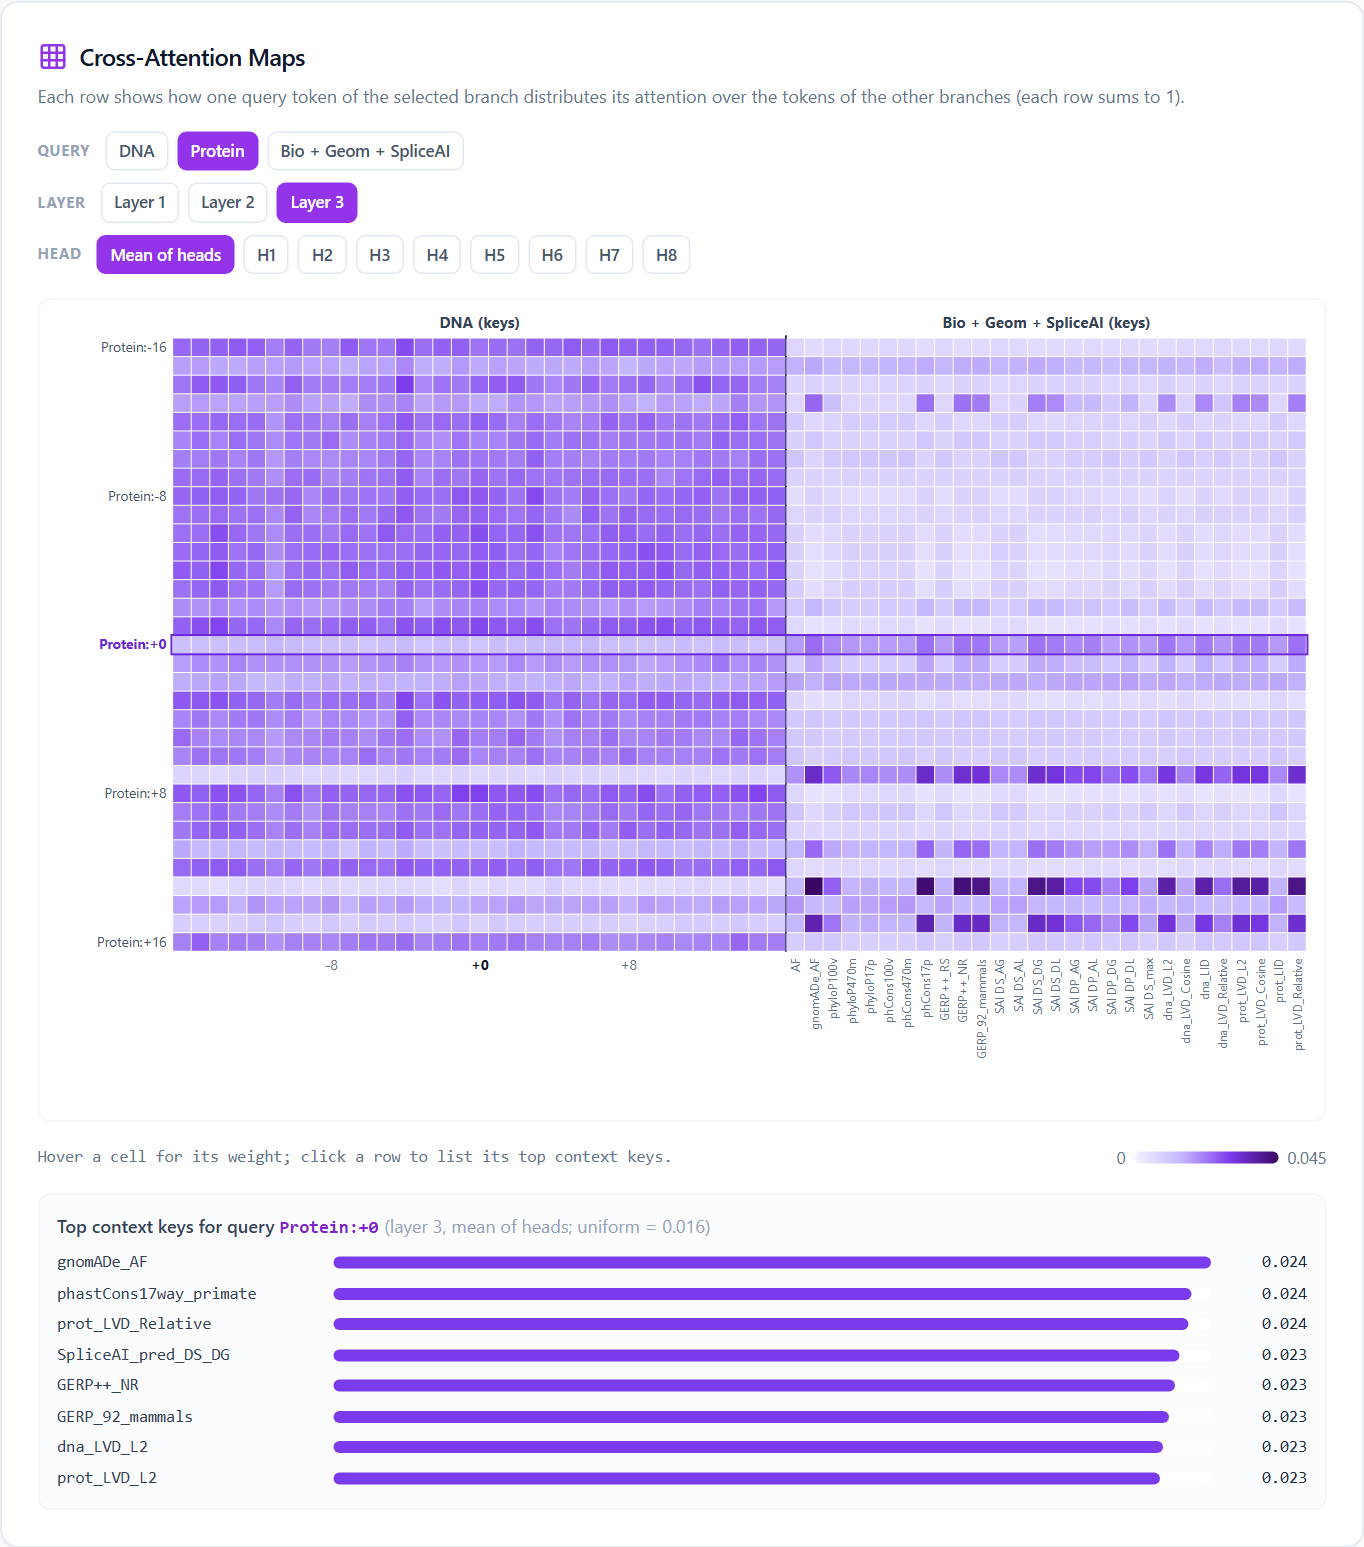 Cross-Attention Maps
Each row shows how one query token of the selected branch distributes its attention over the tokens of the other branches (each row sums to 1).
QUERY DNA Protein Bio + Geom + SpliceAI
LAYER Layer 1 Layer 2 Layer 3
HEAD Mean of heads H1 H2 H3 H4 H5 H6 H7 H8
DNA (keys) Bio + Geom + SpliceAI (keys)
Protein:-16
Protein:-8
Protein:+0
Protein:+8
Protein:+16
-8 +0 +8
AF
gnomADe_AF
phyloP100v
phyloP470m
phyloP17p
phCons100v
phCons470m
phCons17p
GERP++_RS
GERP++_NR
GERP_92_mammals
SAI DS_AG
SAI DS_AL
SAI DS_DG
SAI DS_DL
SAI DP_AG
SAI DP_AL
SAI DP_DG
SAI DP_DL
SAI DS_max
dna_LVD_L2
dna_LVD_Cosine
dna_LID
dna_LVD_Relative
prot_LVD_L2
prot_LVD_Cosine
prot_LID
prot_LVD_Relative
Hover a cell for its weight; click a row to list its top context keys.
0 0.045
Top context keys for query Protein:+0 (layer 3, mean of heads; uniform = 0.016)
gnomADe_AF 0.024
phastCons17way_primate 0.024
prot_LVD_Relative 0.024
SpliceAI_pred_DS_DG 0.023
GERP++_NR 0.023
GERP_92_mammals 0.023
dna_LVD_L2 0.023
prot_LVD_L2 0.023